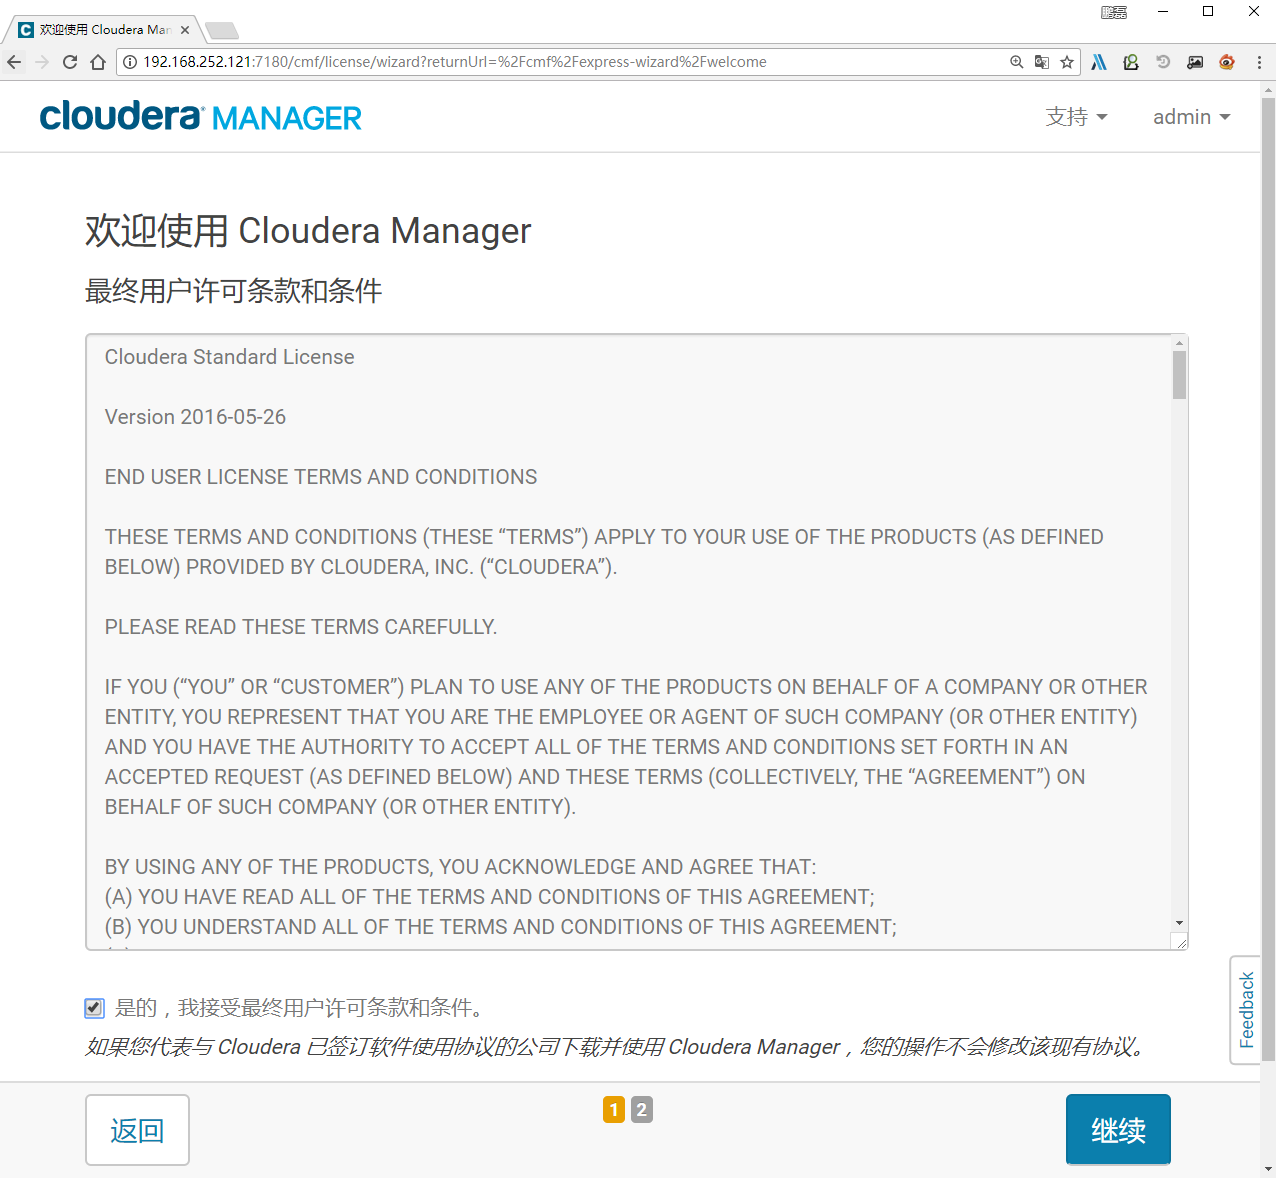 鹏磊
欢迎使用 Cloudera Man
192.168.252.121:7180/cmf/license/wizard?returnUrl=%2Fcmf%2Fexpress-wizard%2Fwelcome
cloudera MANAGER
支持
admin
欢迎使用 Cloudera Manager
最终用户许可条款和条件
Cloudera Standard License
Version 2016-05-26
END USER LICENSE TERMS AND CONDITIONS
THESE TERMS AND CONDITIONS (THESE “TERMS”) APPLY TO YOUR USE OF THE PRODUCTS (AS DEFINED
BELOW) PROVIDED BY CLOUDERA, INC. (“CLOUDERA”).
PLEASE READ THESE TERMS CAREFULLY.
IF YOU (“YOU” OR “CUSTOMER”) PLAN TO USE ANY OF THE PRODUCTS ON BEHALF OF A COMPANY OR OTHER
ENTITY, YOU REPRESENT THAT YOU ARE THE EMPLOYEE OR AGENT OF SUCH COMPANY (OR OTHER ENTITY)
AND YOU HAVE THE AUTHORITY TO ACCEPT ALL OF THE TERMS AND CONDITIONS SET FORTH IN AN
ACCEPTED REQUEST (AS DEFINED BELOW) AND THESE TERMS (COLLECTIVELY, THE “AGREEMENT”) ON
BEHALF OF SUCH COMPANY (OR OTHER ENTITY).
BY USING ANY OF THE PRODUCTS, YOU ACKNOWLEDGE AND AGREE THAT:
(A) YOU HAVE READ ALL OF THE TERMS AND CONDITIONS OF THIS AGREEMENT;
(B) YOU UNDERSTAND ALL OF THE TERMS AND CONDITIONS OF THIS AGREEMENT;
Feedback
是的，我接受最终用户许可条款和条件。
如果您代表与 Cloudera 已签订软件使用协议的公司下载并使用 Cloudera Manager，您的操作不会修改该现有协议。
返回
1 2
继续